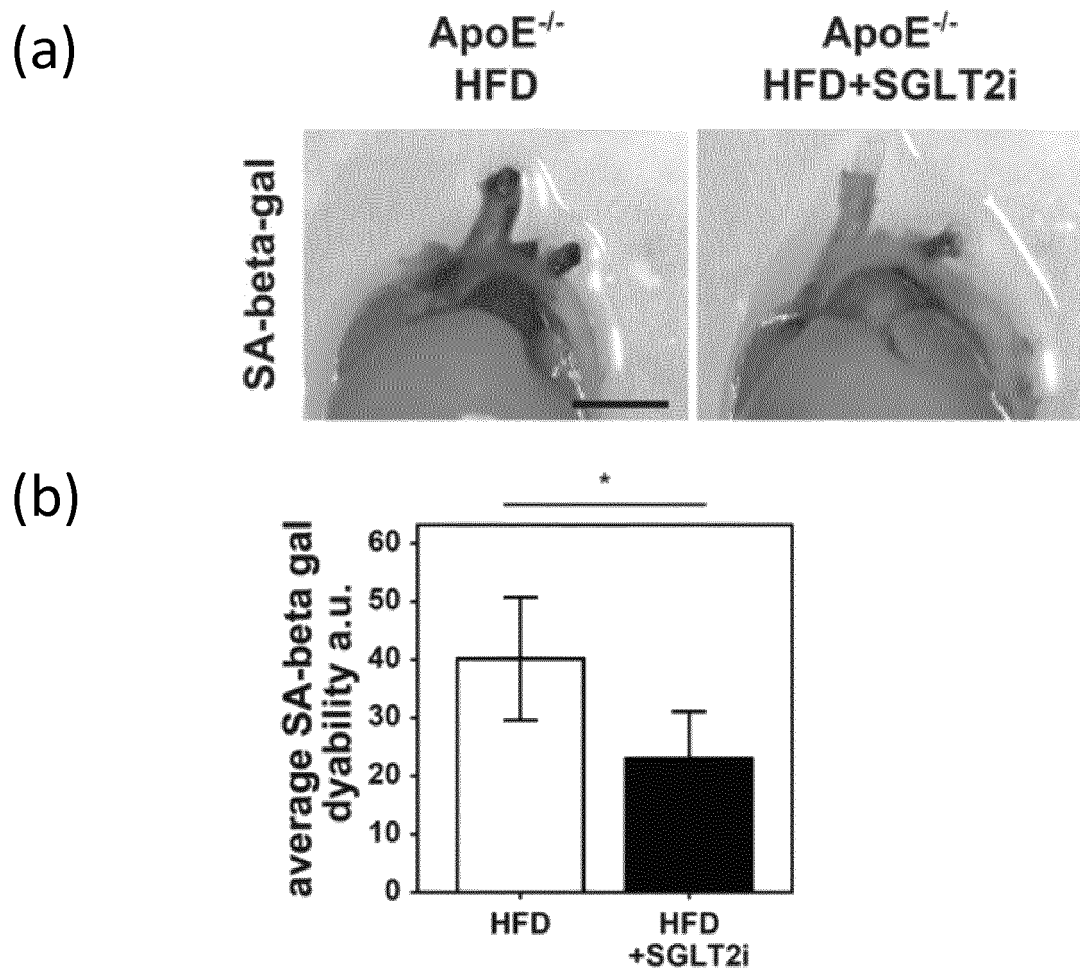 (a)
ApoE-/-
HFD
ApoE-/-
HFD+SGLT2i
SA-beta-gal
(b)
*
average SA-beta gal
dyability a.u.
60
50
40
30
20
10
0
HFD
HFD
+SGLT2i